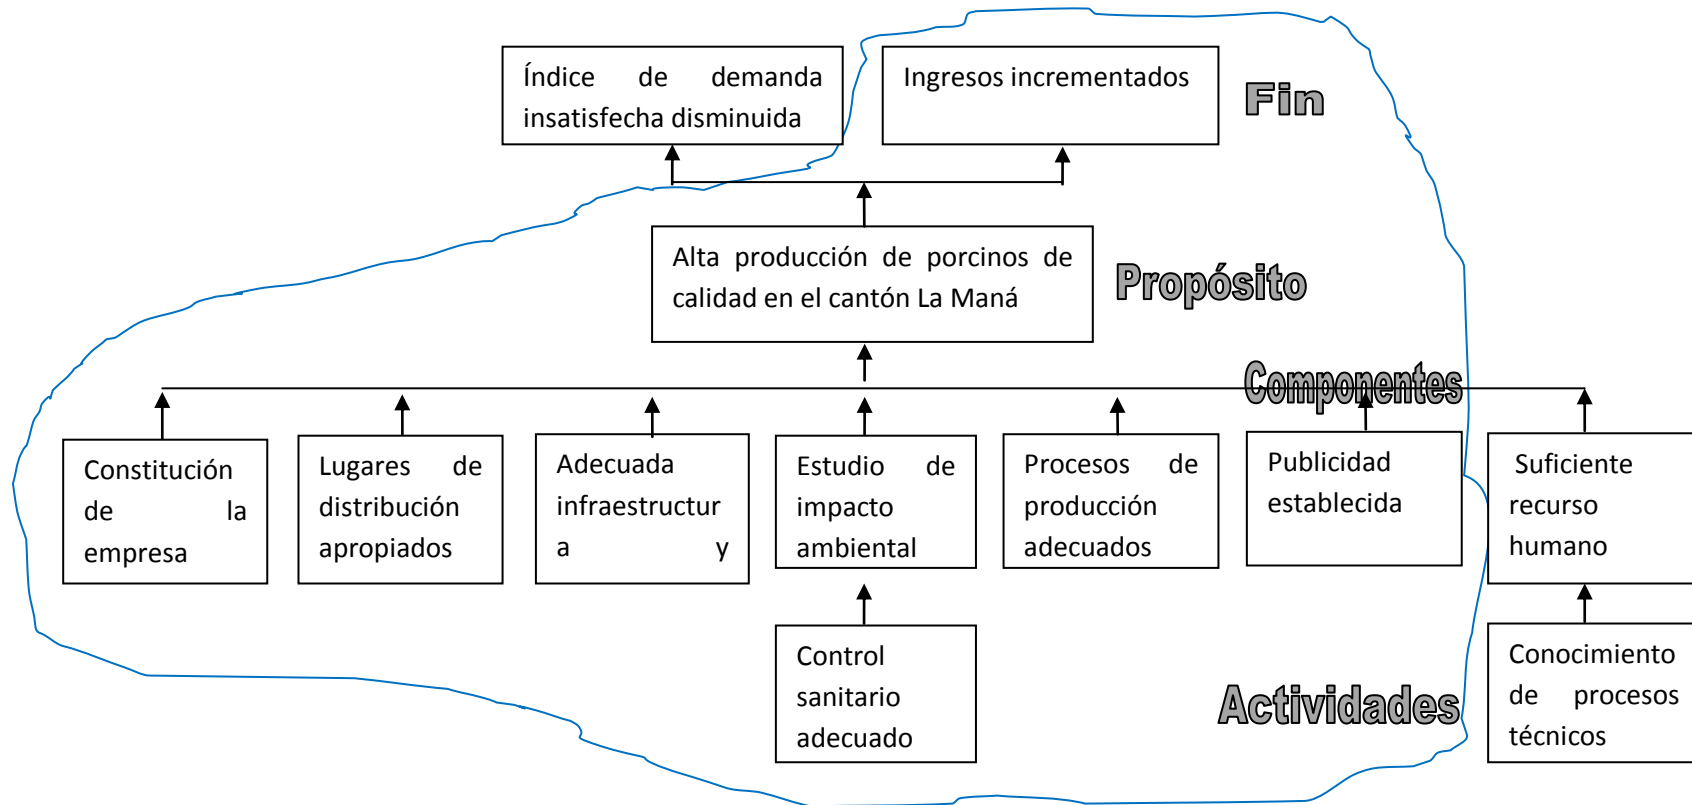 Índice de demanda
insatisfecha disminuida
Ingresos incrementados
Fin
Alta producción de porcinos de
calidad en el cantón La Maná
Propósito
Componentes
Constitución
de la
empresa
Lugares de
distribución
apropiados
Adecuada
infraestructur
a y
Estudio de
impacto
ambiental
Procesos de
producción
adecuados
Publicidad
establecida
Suficiente
recurso
humano
Control
sanitario
adecuado
Actividades
Conocimiento
de procesos
técnicos